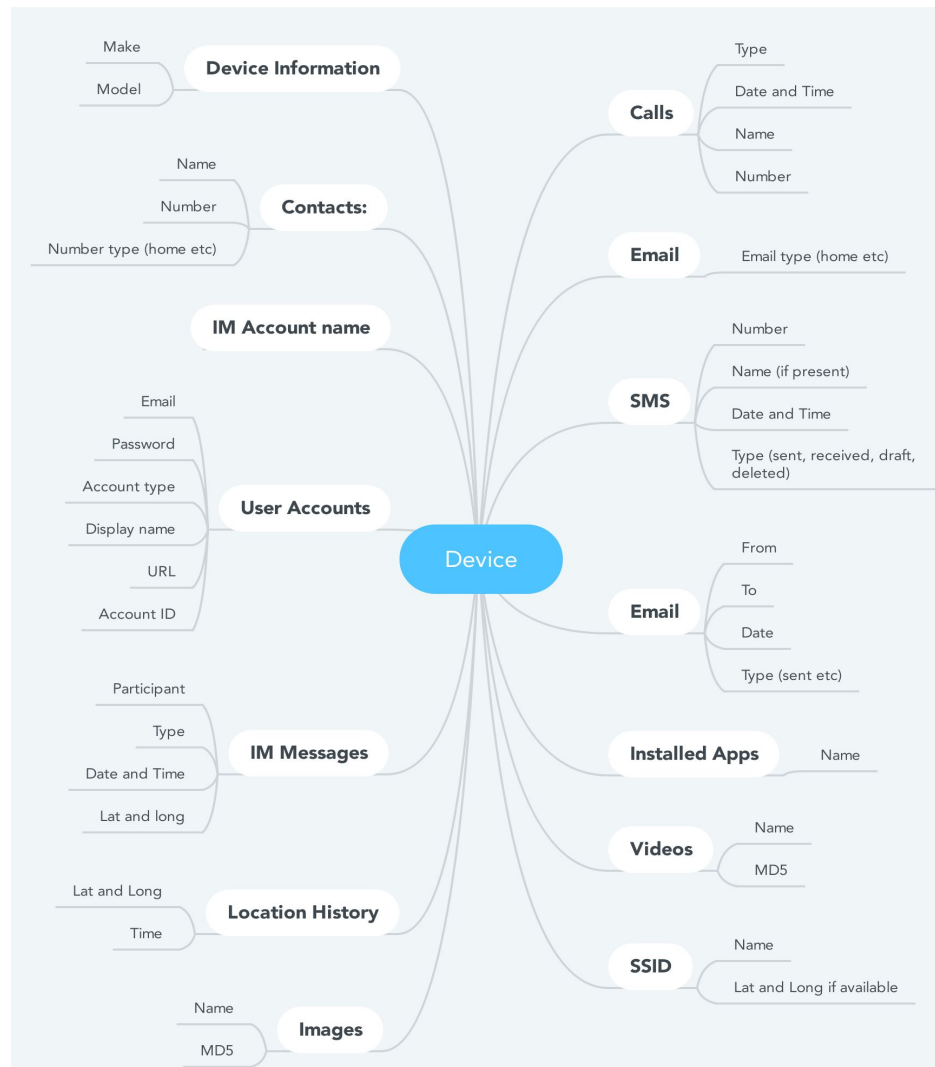 Make
Model
Device Information
Name
Number
Number type (home etc)
Contacts:
IM Account name
Email
Password
Account type
Display name
URL
Account ID
User Accounts
Participant
Type
Date and Time
Lat and long
IM Messages
Lat and Long
Time
Location History
Name
MD5
Images
Device
Calls
Type
Date and Time
Name
Number
Email
Email type (home etc)
SMS
Number
Name (if present)
Date and Time
Type (sent, received, draft,
deleted)
Email
From
To
Date
Type (sent etc)
Installed Apps
Name
Videos
Name
MD5
SSID
Name
Lat and Long if available